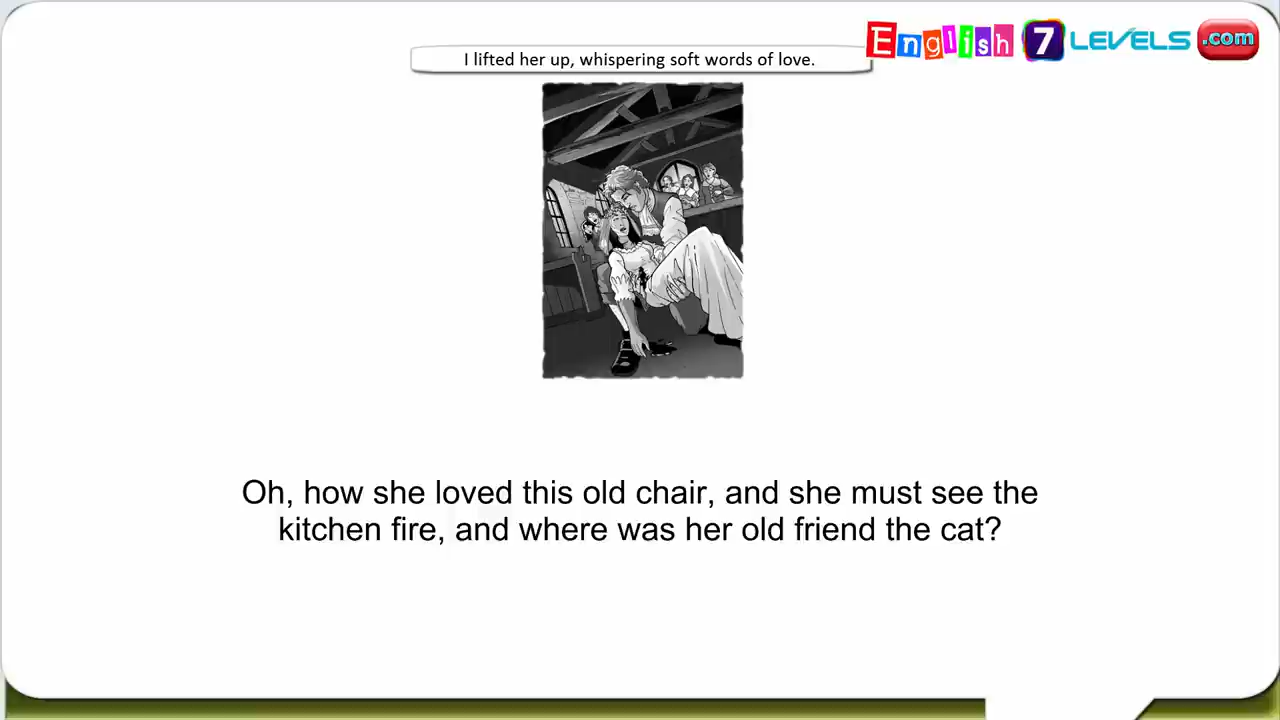 English 7 LEVELS .com
I lifted her up, whispering soft words of love.
Oh, how she loved this old chair, and she must see the
kitchen fire, and where was her old friend the cat?